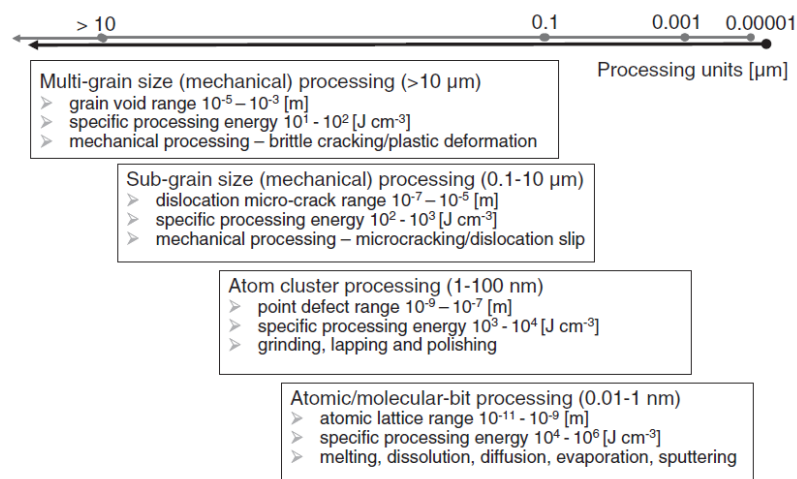 > 10 0.1 0.001 0.00001
Processing units [μm]
Multi-grain size (mechanical) processing (>10 μm)
➢ grain void range 10⁻⁵ – 10⁻³ [m]
➢ specific processing energy 10¹ - 10² [J cm⁻³]
➢ mechanical processing – brittle cracking/plastic deformation
Sub-grain size (mechanical) processing (0.1-10 μm)
➢ dislocation micro-crack range 10⁻⁷ – 10⁻⁵ [m]
➢ specific processing energy 10² - 10³ [J cm⁻³]
➢ mechanical processing – microcracking/dislocation slip
Atom cluster processing (1-100 nm)
➢ point defect range 10⁻⁹ – 10⁻⁷ [m]
➢ specific processing energy 10³ - 10⁴ [J cm⁻³]
➢ grinding, lapping and polishing
Atomic/molecular-bit processing (0.01-1 nm)
➢ atomic lattice range 10⁻¹¹ - 10⁻⁹ [m]
➢ specific processing energy 10⁴ - 10⁶ [J cm⁻³]
➢ melting, dissolution, diffusion, evaporation, sputtering